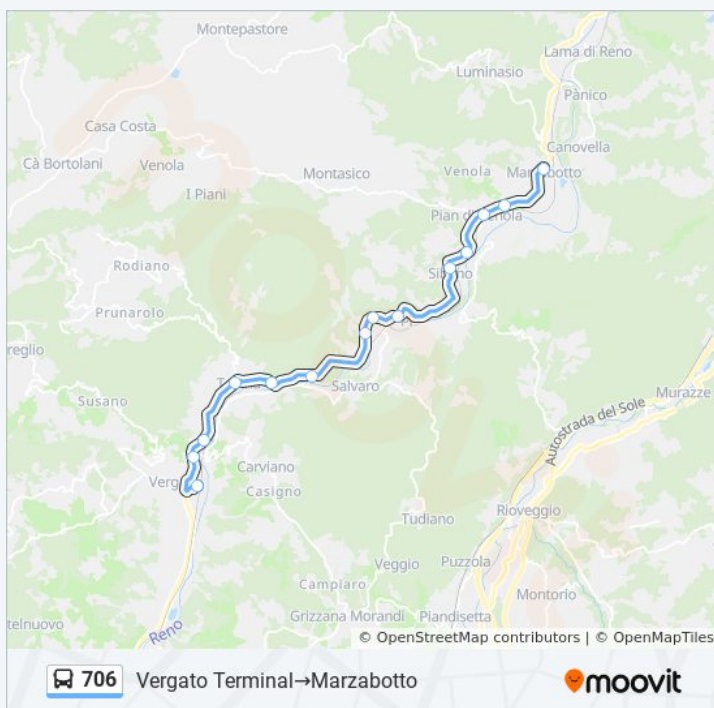 Montepastore
Lama di Reno
Luminasio
Pànico
Casa Costa
Canovella
Cà Bortolani
Venola
Montasico
Venola
Marzabotto
I Piani
Rodiano
Prunarolo
Salvaro
Susano
Murazze
Autostrada del Sole
Carviano
Casigno
Rioveggio
Tudiano
Veggio
Puzzola
Campiaro
Montorio
Grizzana Morandi
Piandisetta
Reno
© OpenStreetMap contributors | © OpenMapTiles
706
Vergato Terminal→Marzabotto
moovit